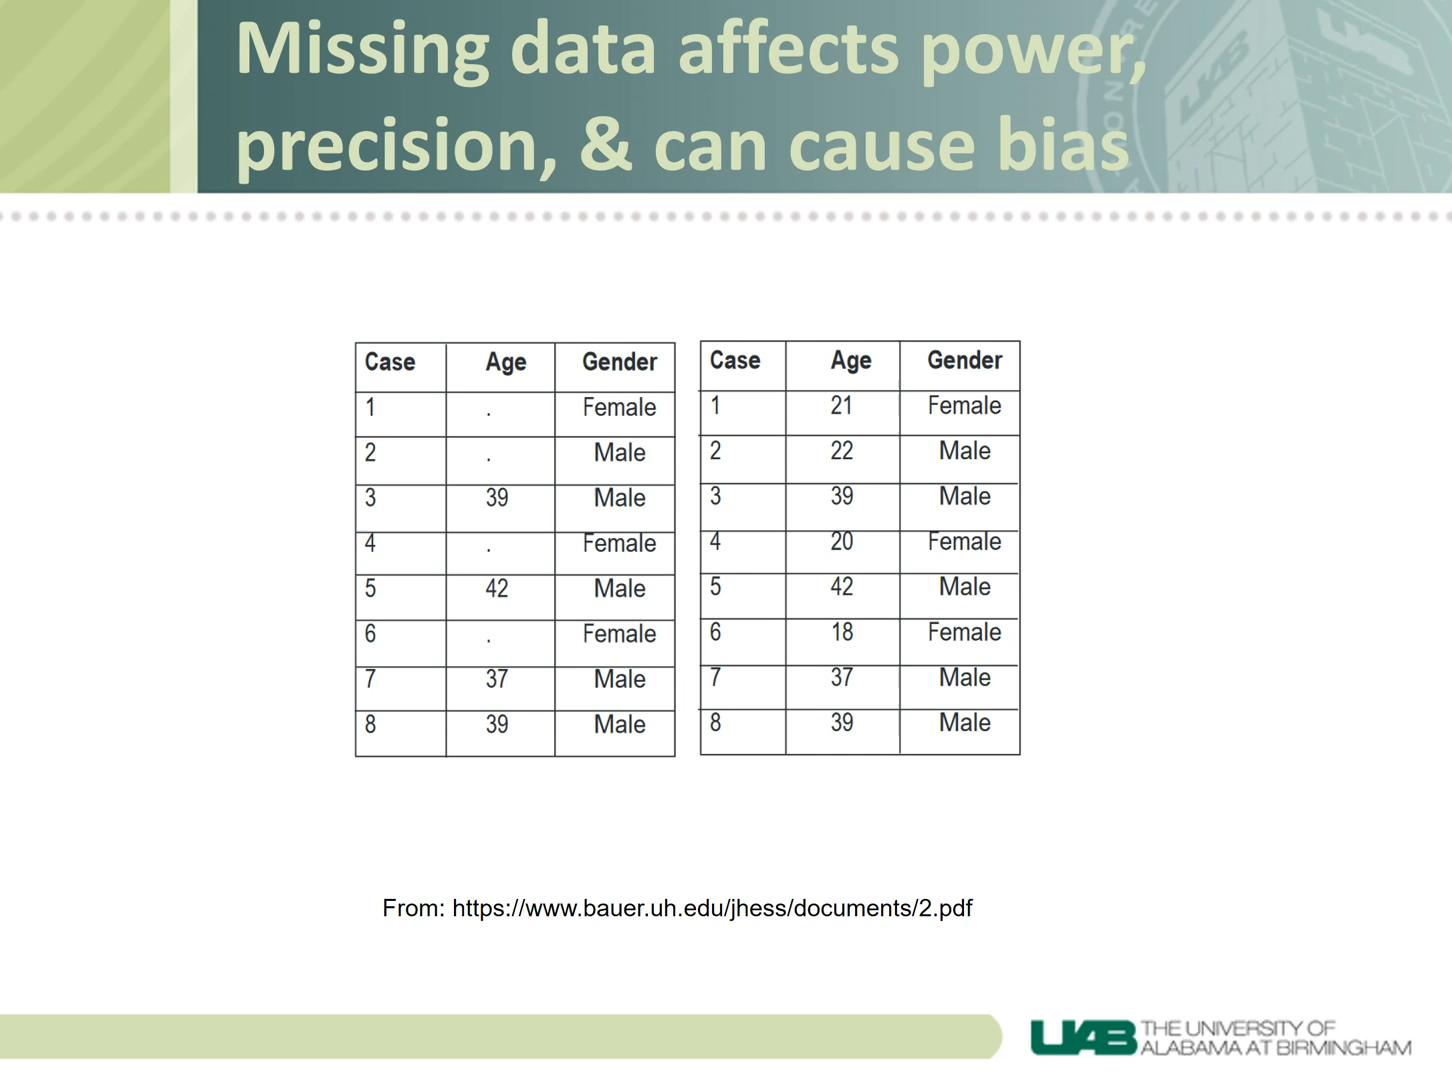 Missing data affects power,
precision, & can cause bias
Case Age Gender
1 . Female
2 . Male
3 39 Male
4 . Female
5 42 Male
6 . Female
7 37 Male
8 39 Male
Case Age Gender
1 21 Female
2 22 Male
3 39 Male
4 20 Female
5 42 Male
6 18 Female
7 37 Male
8 39 Male
From: https://www.bauer.uh.edu/jhess/documents/2.pdf
UAB THE UNIVERSITY OF
ALABAMA AT BIRMINGHAM